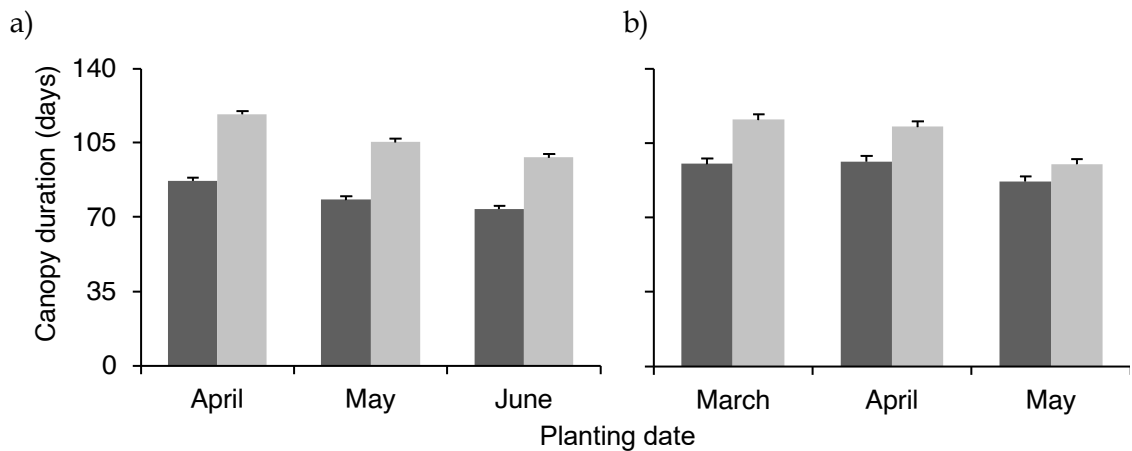 a)
b)
Canopy duration (days)
140
105
70
35
0
April May June
March April May
Planting date